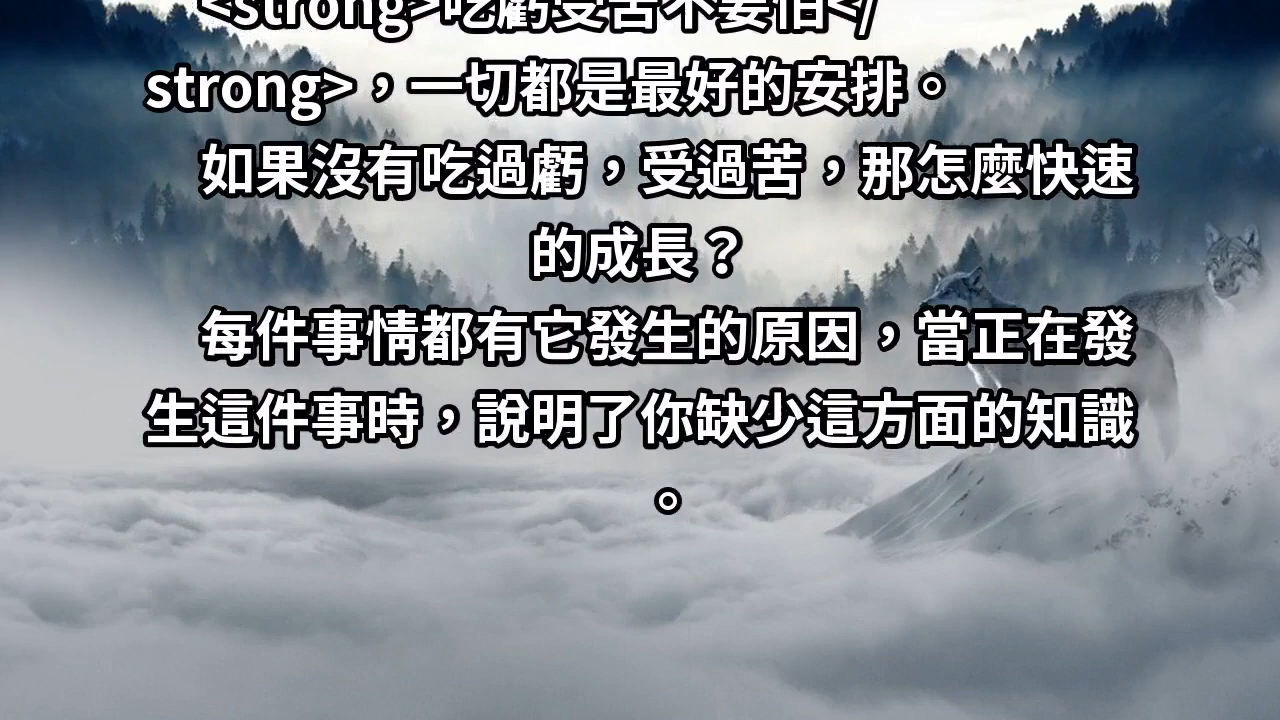 <strong>吃虧受苦不要怕</
strong>，一切都是最好的安排。
如果沒有吃過虧，受過苦，那怎麼快速
的成長？
每件事情都有它發生的原因，當正在發
生這件事時，說明了你缺少這方面的知識
。